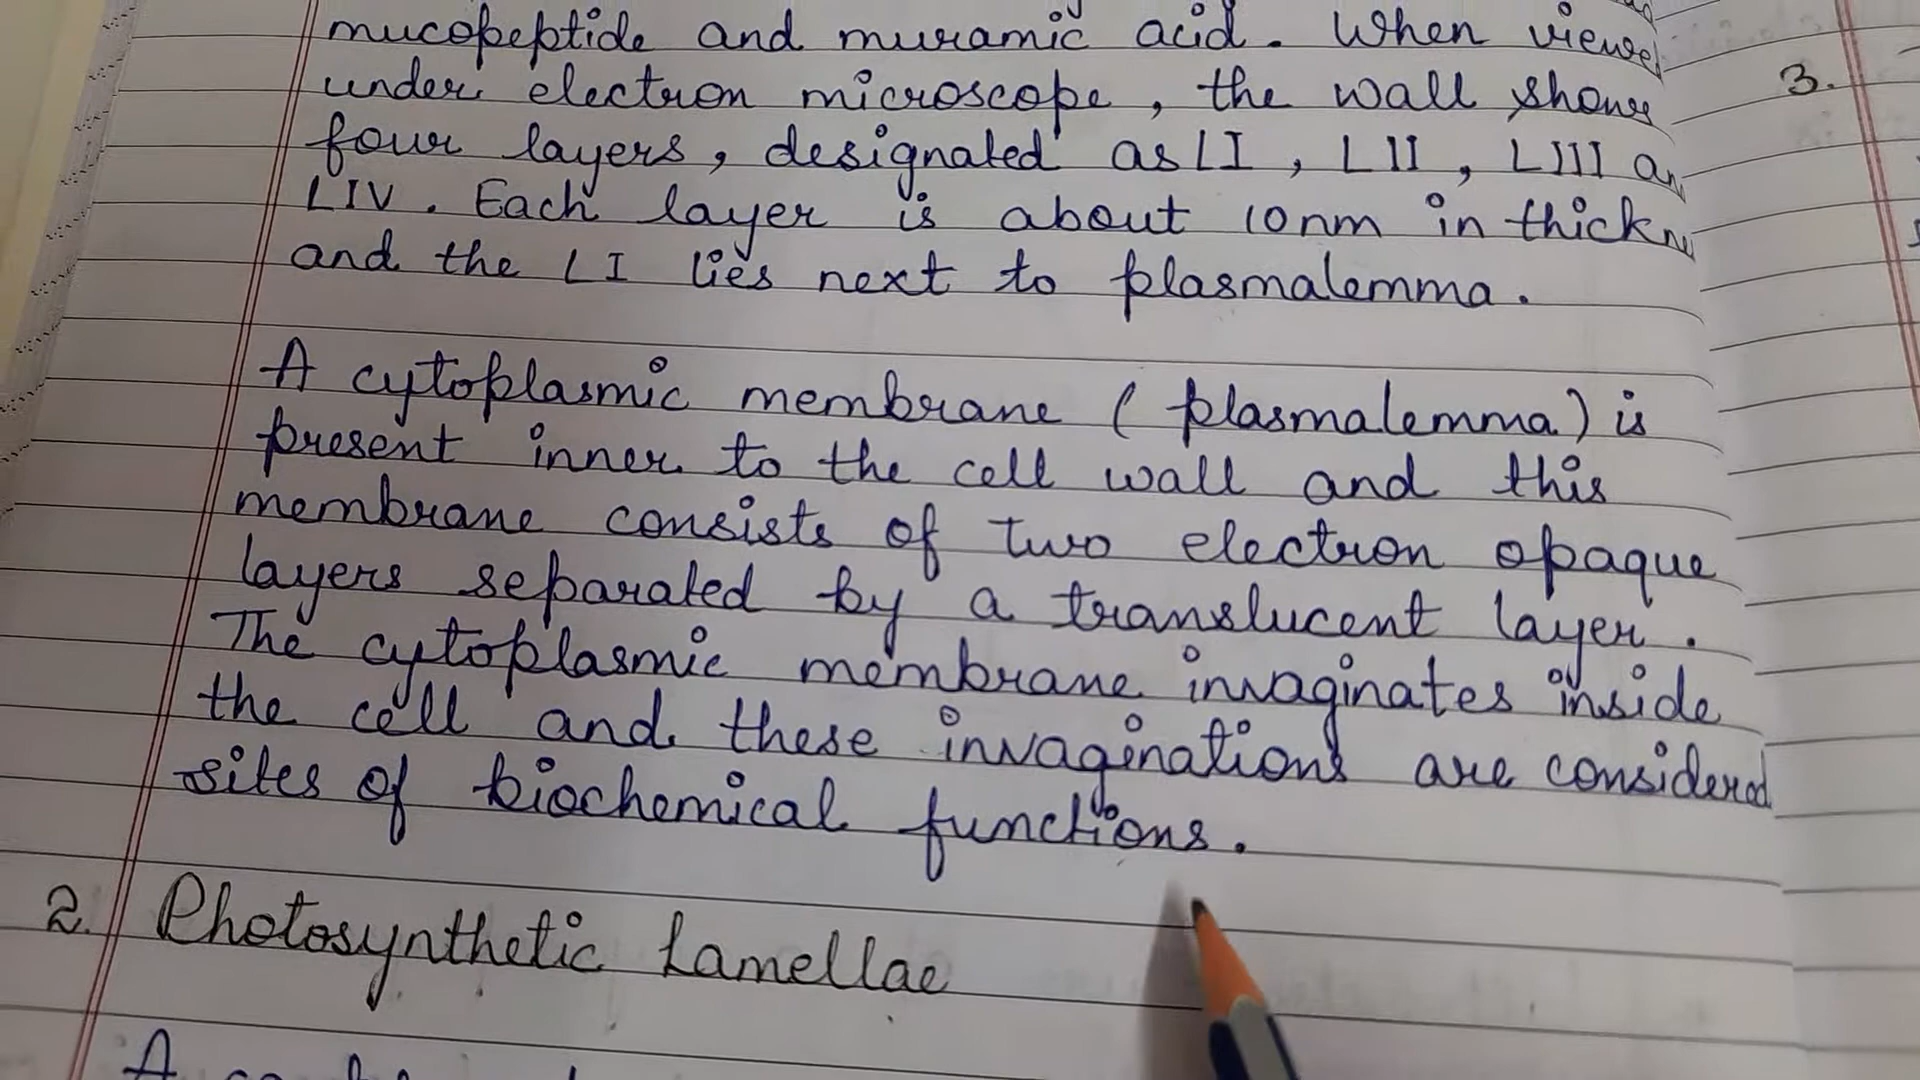 mucopeptide and muramic acid. When viewed
under electron microscope, the wall shows
3.
four layers, designated as LI, LII, LIII an
LIV. Each layer is about 10nm in thickn
and the LI lies next to plasmalemma.
A cytoplasmic membrane (plasmalemma) is
present inner to the cell wall and this
membrane consists of two electron opaque
layers separated by a translucent layer.
The cytoplasmic membrane invaginates inside
the cell and these invaginations are considered
sites of biochemical functions.
2. Photosynthetic Lamellae
A